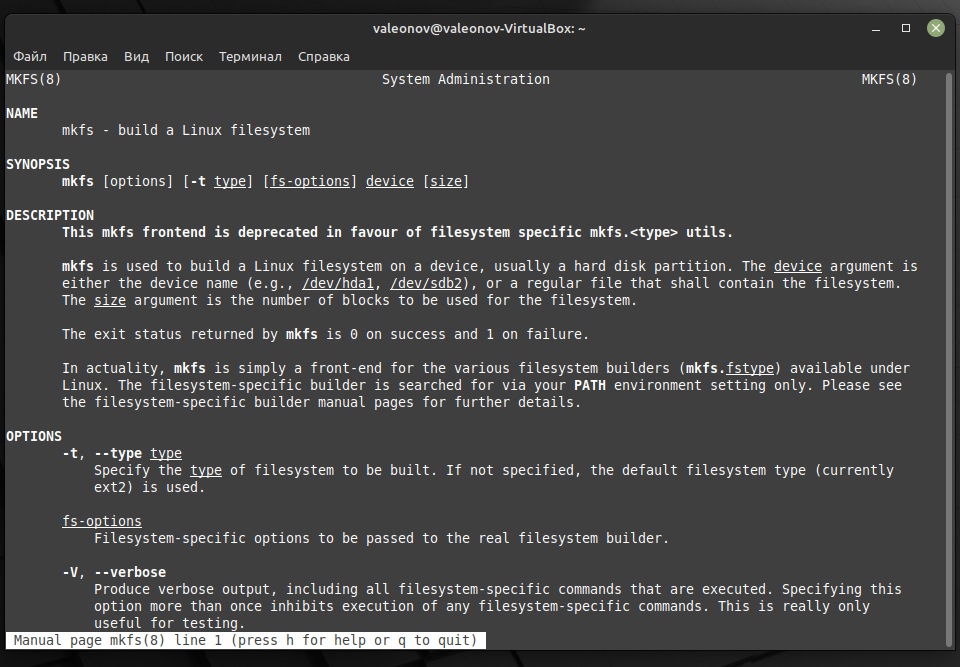 valeonov@valeonov-VirtualBox: ~
Файл Правка Вид Поиск Терминал Справка
MKFS(8) System Administration MKFS(8)
NAME
mkfs - build a Linux filesystem
SYNOPSIS
mkfs [options] [-t type] [fs-options] device [size]
DESCRIPTION
This mkfs frontend is deprecated in favour of filesystem specific mkfs.<type> utils.
mkfs is used to build a Linux filesystem on a device, usually a hard disk partition. The device argument is
either the device name (e.g., /dev/hda1, /dev/sdb2), or a regular file that shall contain the filesystem.
The size argument is the number of blocks to be used for the filesystem.
The exit status returned by mkfs is 0 on success and 1 on failure.
In actuality, mkfs is simply a front-end for the various filesystem builders (mkfs.fstype) available under
Linux. The filesystem-specific builder is searched for via your PATH environment setting only. Please see
the filesystem-specific builder manual pages for further details.
OPTIONS
-t, --type type
Specify the type of filesystem to be built. If not specified, the default filesystem type (currently
ext2) is used.
fs-options
Filesystem-specific options to be passed to the real filesystem builder.
-V, --verbose
Produce verbose output, including all filesystem-specific commands that are executed. Specifying this
option more than once inhibits execution of any filesystem-specific commands. This is really only
useful for testing.
Manual page mkfs(8) line 1 (press h for help or q to quit)